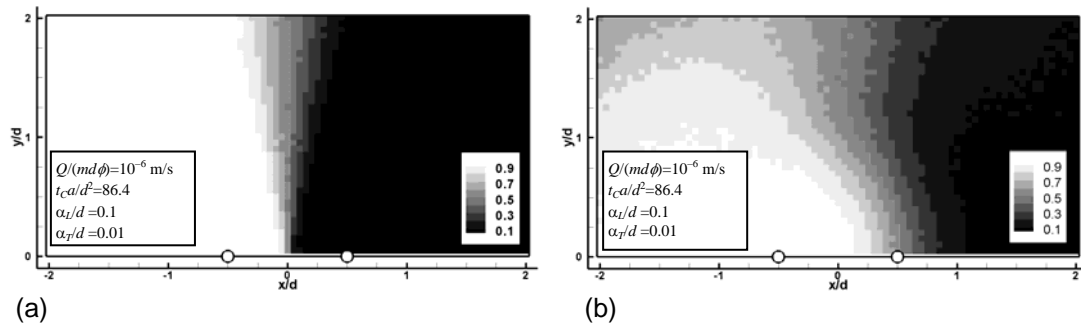 2
1
0
y/d
Q/(mdϕ)=10⁻⁶ m/s
t_Ca/d²=86.4
α_L/d =0.1
α_T/d =0.01
0.9
0.7
0.5
0.3
0.1
-2 -1 0 1 2
x/d
(a)
2
1
0
y/d
Q/(mdϕ)=10⁻⁶ m/s
t_Ca/d²=86.4
α_L/d =0.1
α_T/d =0.01
0.9
0.7
0.5
0.3
0.1
-2 -1 0 1 2
x/d
(b)